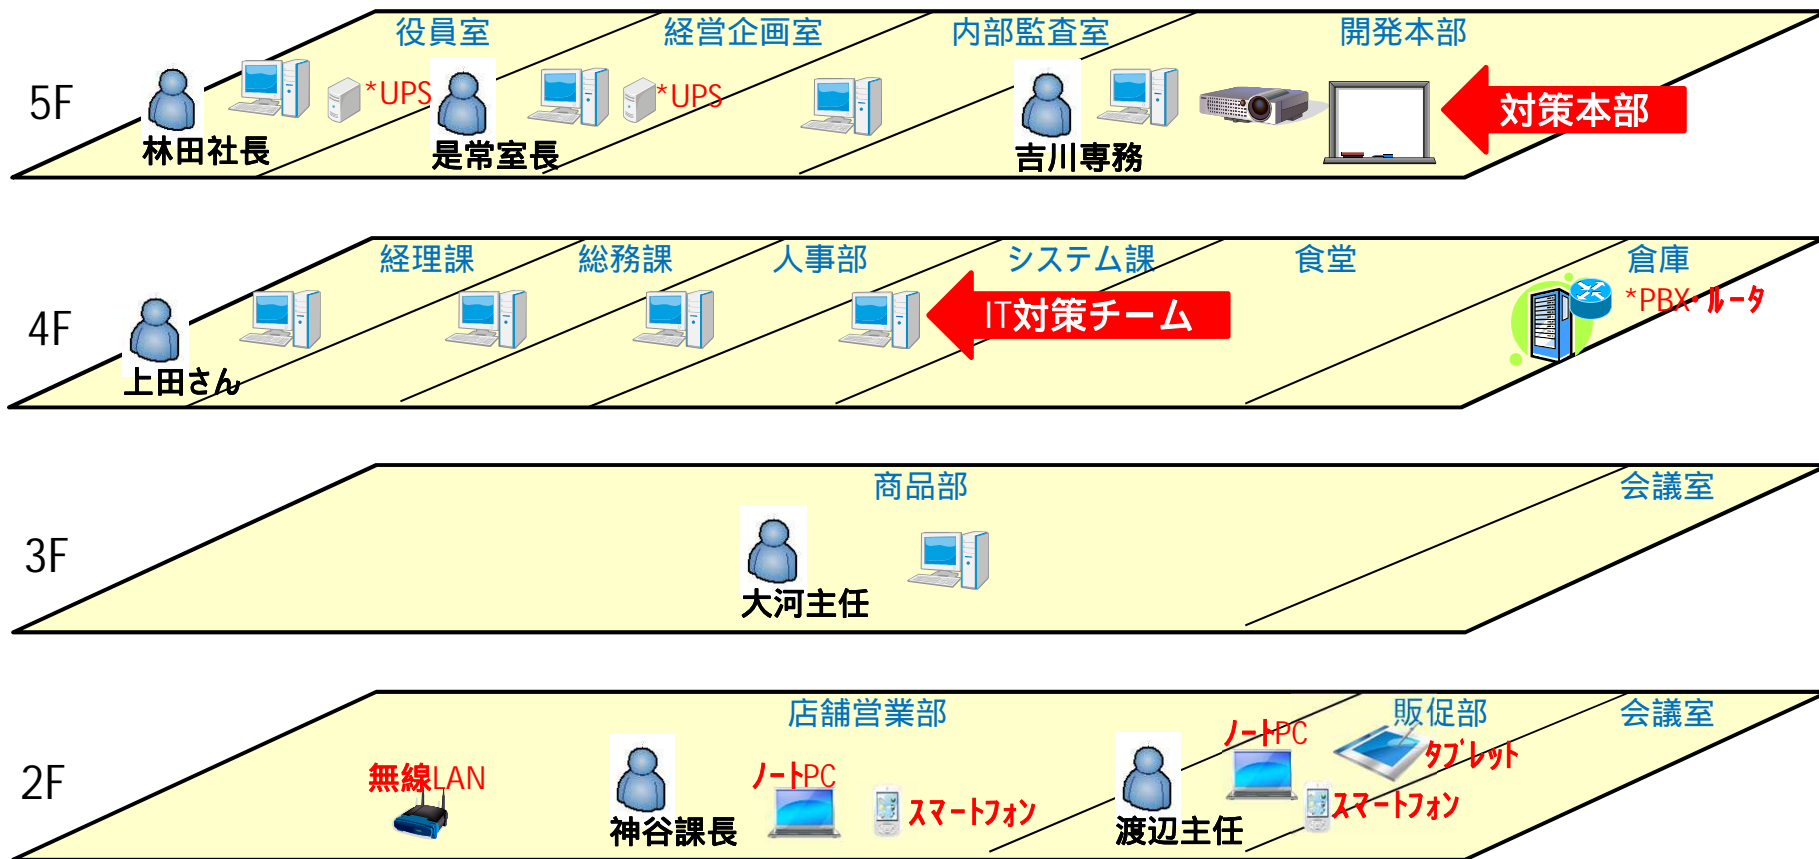 役員室
経営企画室
内部監査室
開発本部
5F
*UPS
*UPS
対策本部
林田社長
是常室長
吉川専務
経理課
総務課
人事部
システム課
食堂
倉庫
4F
IT対策チーム
*PBX・ルータ
上田さん
商品部
会議室
3F
大河主任
店舗営業部
販促部
会議室
2F
無線LAN
ノートPC
スマートフォン
ノートPC
タブレット
スマートフォン
神谷課長
渡辺主任